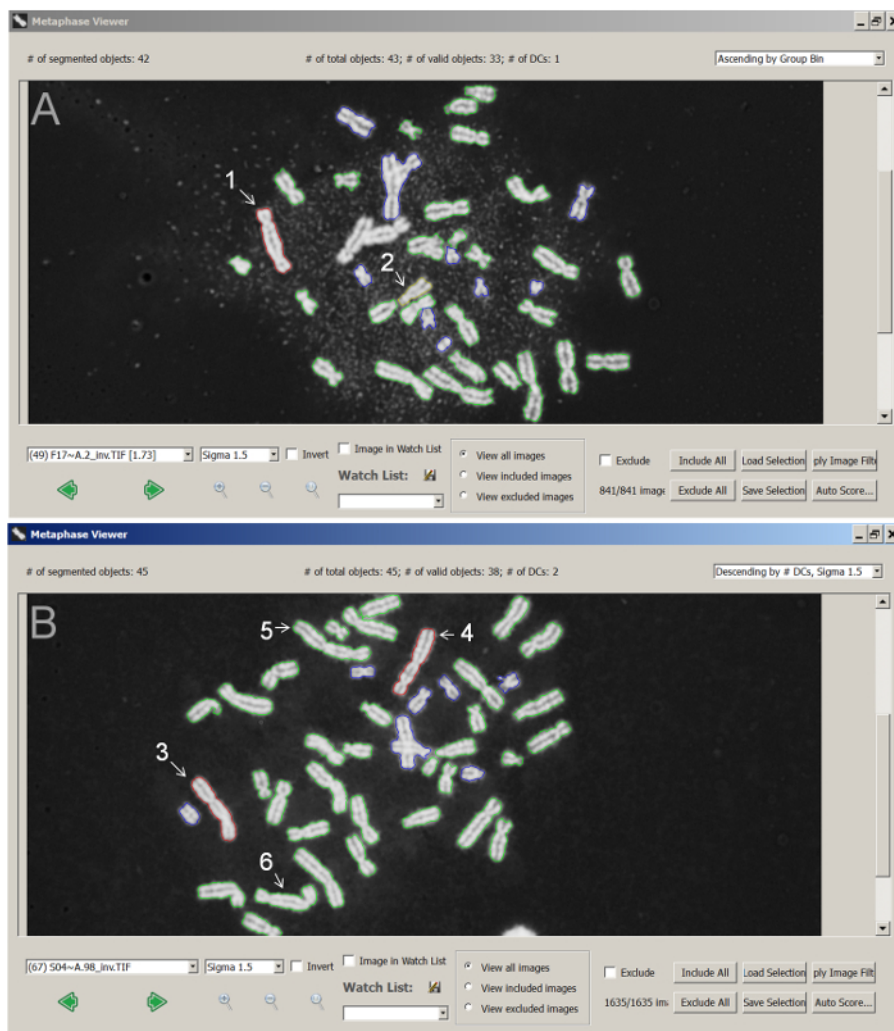 Metaphase Viewer
# of segmented objects: 42 # of total objects: 43; # of valid objects: 33; # of DCs: 1 Ascending by Group Bin
A
1
2
(49) F17~A.2_inv.TIF [1.73] Sigma 1.5 Invert Image in Watch List View all images Exclude Include All Load Selection ply Image Filte
Watch List: View included images
View excluded images 841/841 image Exclude All Save Selection Auto Score...
Metaphase Viewer
# of segmented objects: 45 # of total objects: 45; # of valid objects: 38; # of DCs: 2 Descending by # DCs, Sigma 1.5
B
5 4
3
6
(67) S04~A.98_inv.TIF Sigma 1.5 Invert Image in Watch List View all images Exclude Include All Load Selection ply Image Filt
Watch List: View included images
View excluded images 1635/1635 im Exclude All Save Selection Auto Score...